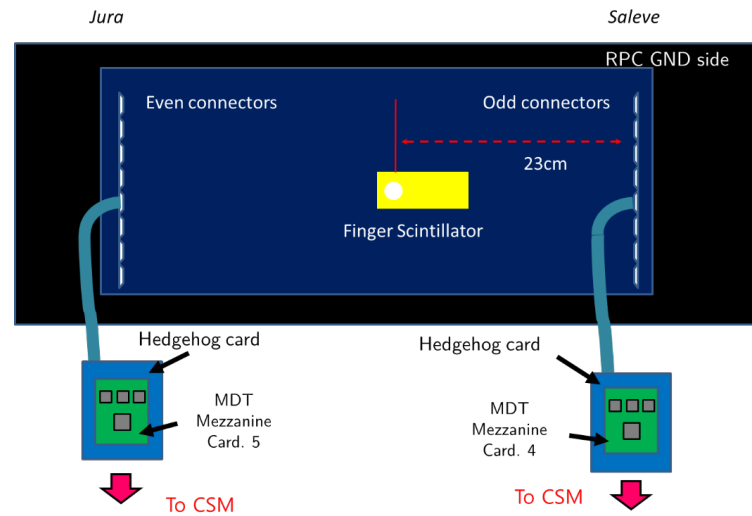 Jura
Saleve
RPC GND side
Even connectors
Odd connectors
23cm
Finger Scintillator
Hedgehog card
Hedgehog card
MDT
Mezzanine
Card. 5
MDT
Mezzanine
Card. 4
To CSM
To CSM